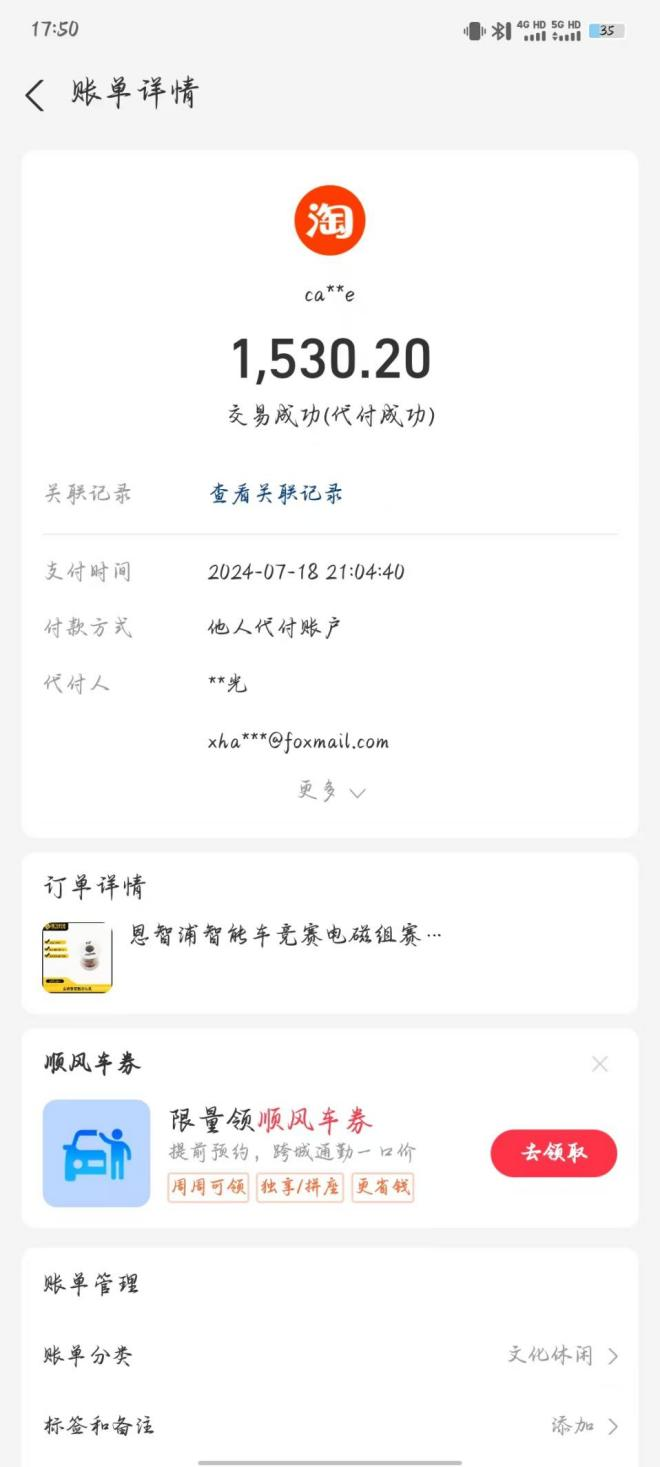 17:50
4G HD 5G HD 35
账单详情
淘
ca**e
1,530.20
交易成功(代付成功)
关联记录 查看关联记录
支付时间 2024-07-18 21:04:40
付款方式 他人代付账户
代付人 **光
xha***@foxmail.com
更多
订单详情
恩智浦智能车竞赛电磁组赛…
顺风车券
限量领顺风车券
提前预约，跨城通勤一口价
去领取
周周可领 独享/拼座 更省钱
账单管理
账单分类 文化休闲
标签和备注 添加